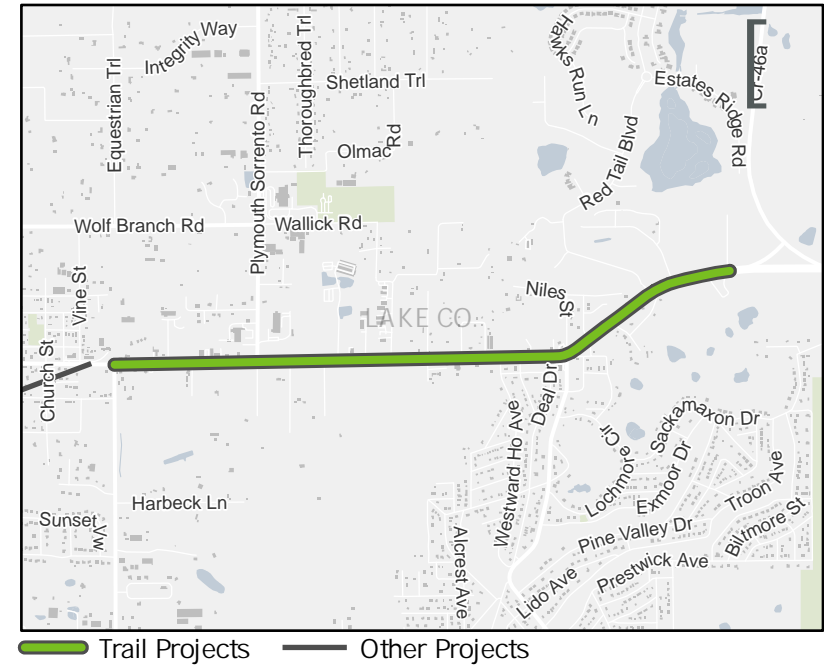 Integrity Way
Equestrian Trl
Plymouth Sorrento Rd
Thoroughbred Trl
Shetland Trl
Olmac Rd
Hawks Run Ln
Estates Ridge Rd
Cr-46a
Red Tail Blvd
Wolf Branch Rd
Wallick Rd
Vine St
Niles St
LAKE CO.
Church St
Deal Dr
Westward Ho Ave
Sackamaxon Dr
Lochmore Cir
Exmoor Dr
Troon Ave
Harbeck Ln
Sunset Vw
Biltmore St
Pine Valley Dr
Alcrest Ave
Lido Ave
Prestwick Ave
Trail Projects
Other Projects